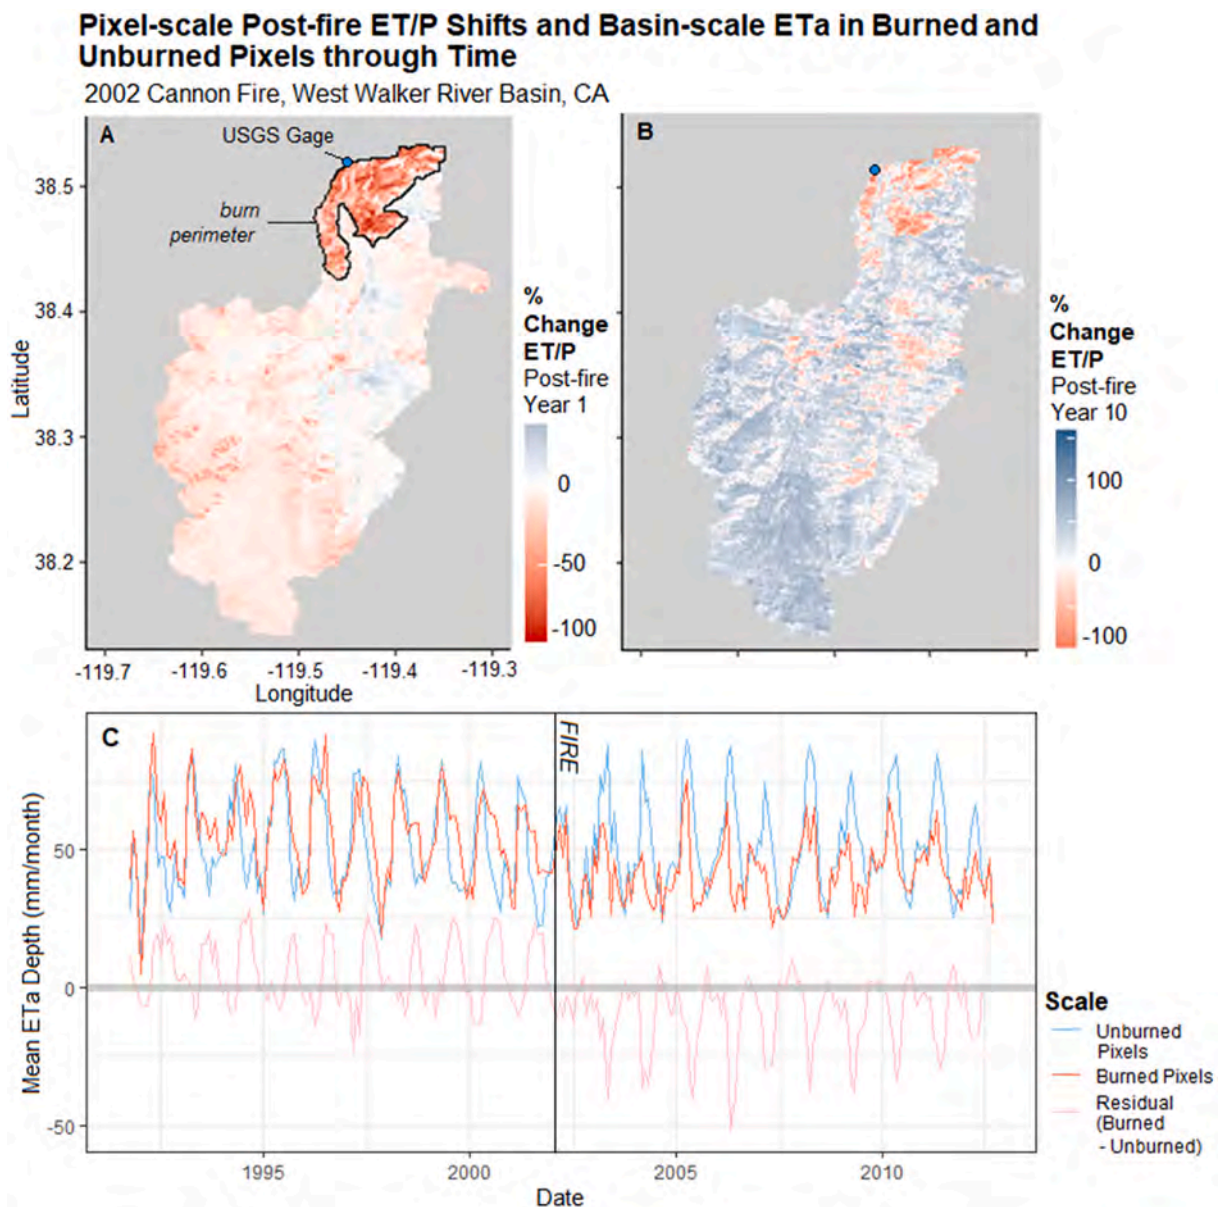 Pixel-scale Post-fire ET/P Shifts and Basin-scale ETa in Burned and
Unburned Pixels through Time
2002 Cannon Fire, West Walker River Basin, CA
A
USGS Gage
burn
perimeter
38.5
38.4
38.3
38.2
Latitude
-119.7
-119.6
-119.5
-119.4
-119.3
Longitude
%
Change
ET/P
Post-fire
Year 1
0
-50
-100
B
%
Change
ET/P
Post-fire
Year 10
100
0
-100
C
FIRE
Mean ETa Depth (mm/month)
50
0
-50
1995
2000
2005
2010
Date
Scale
Unburned
Pixels
Burned Pixels
Residual
(Burned
- Unburned)